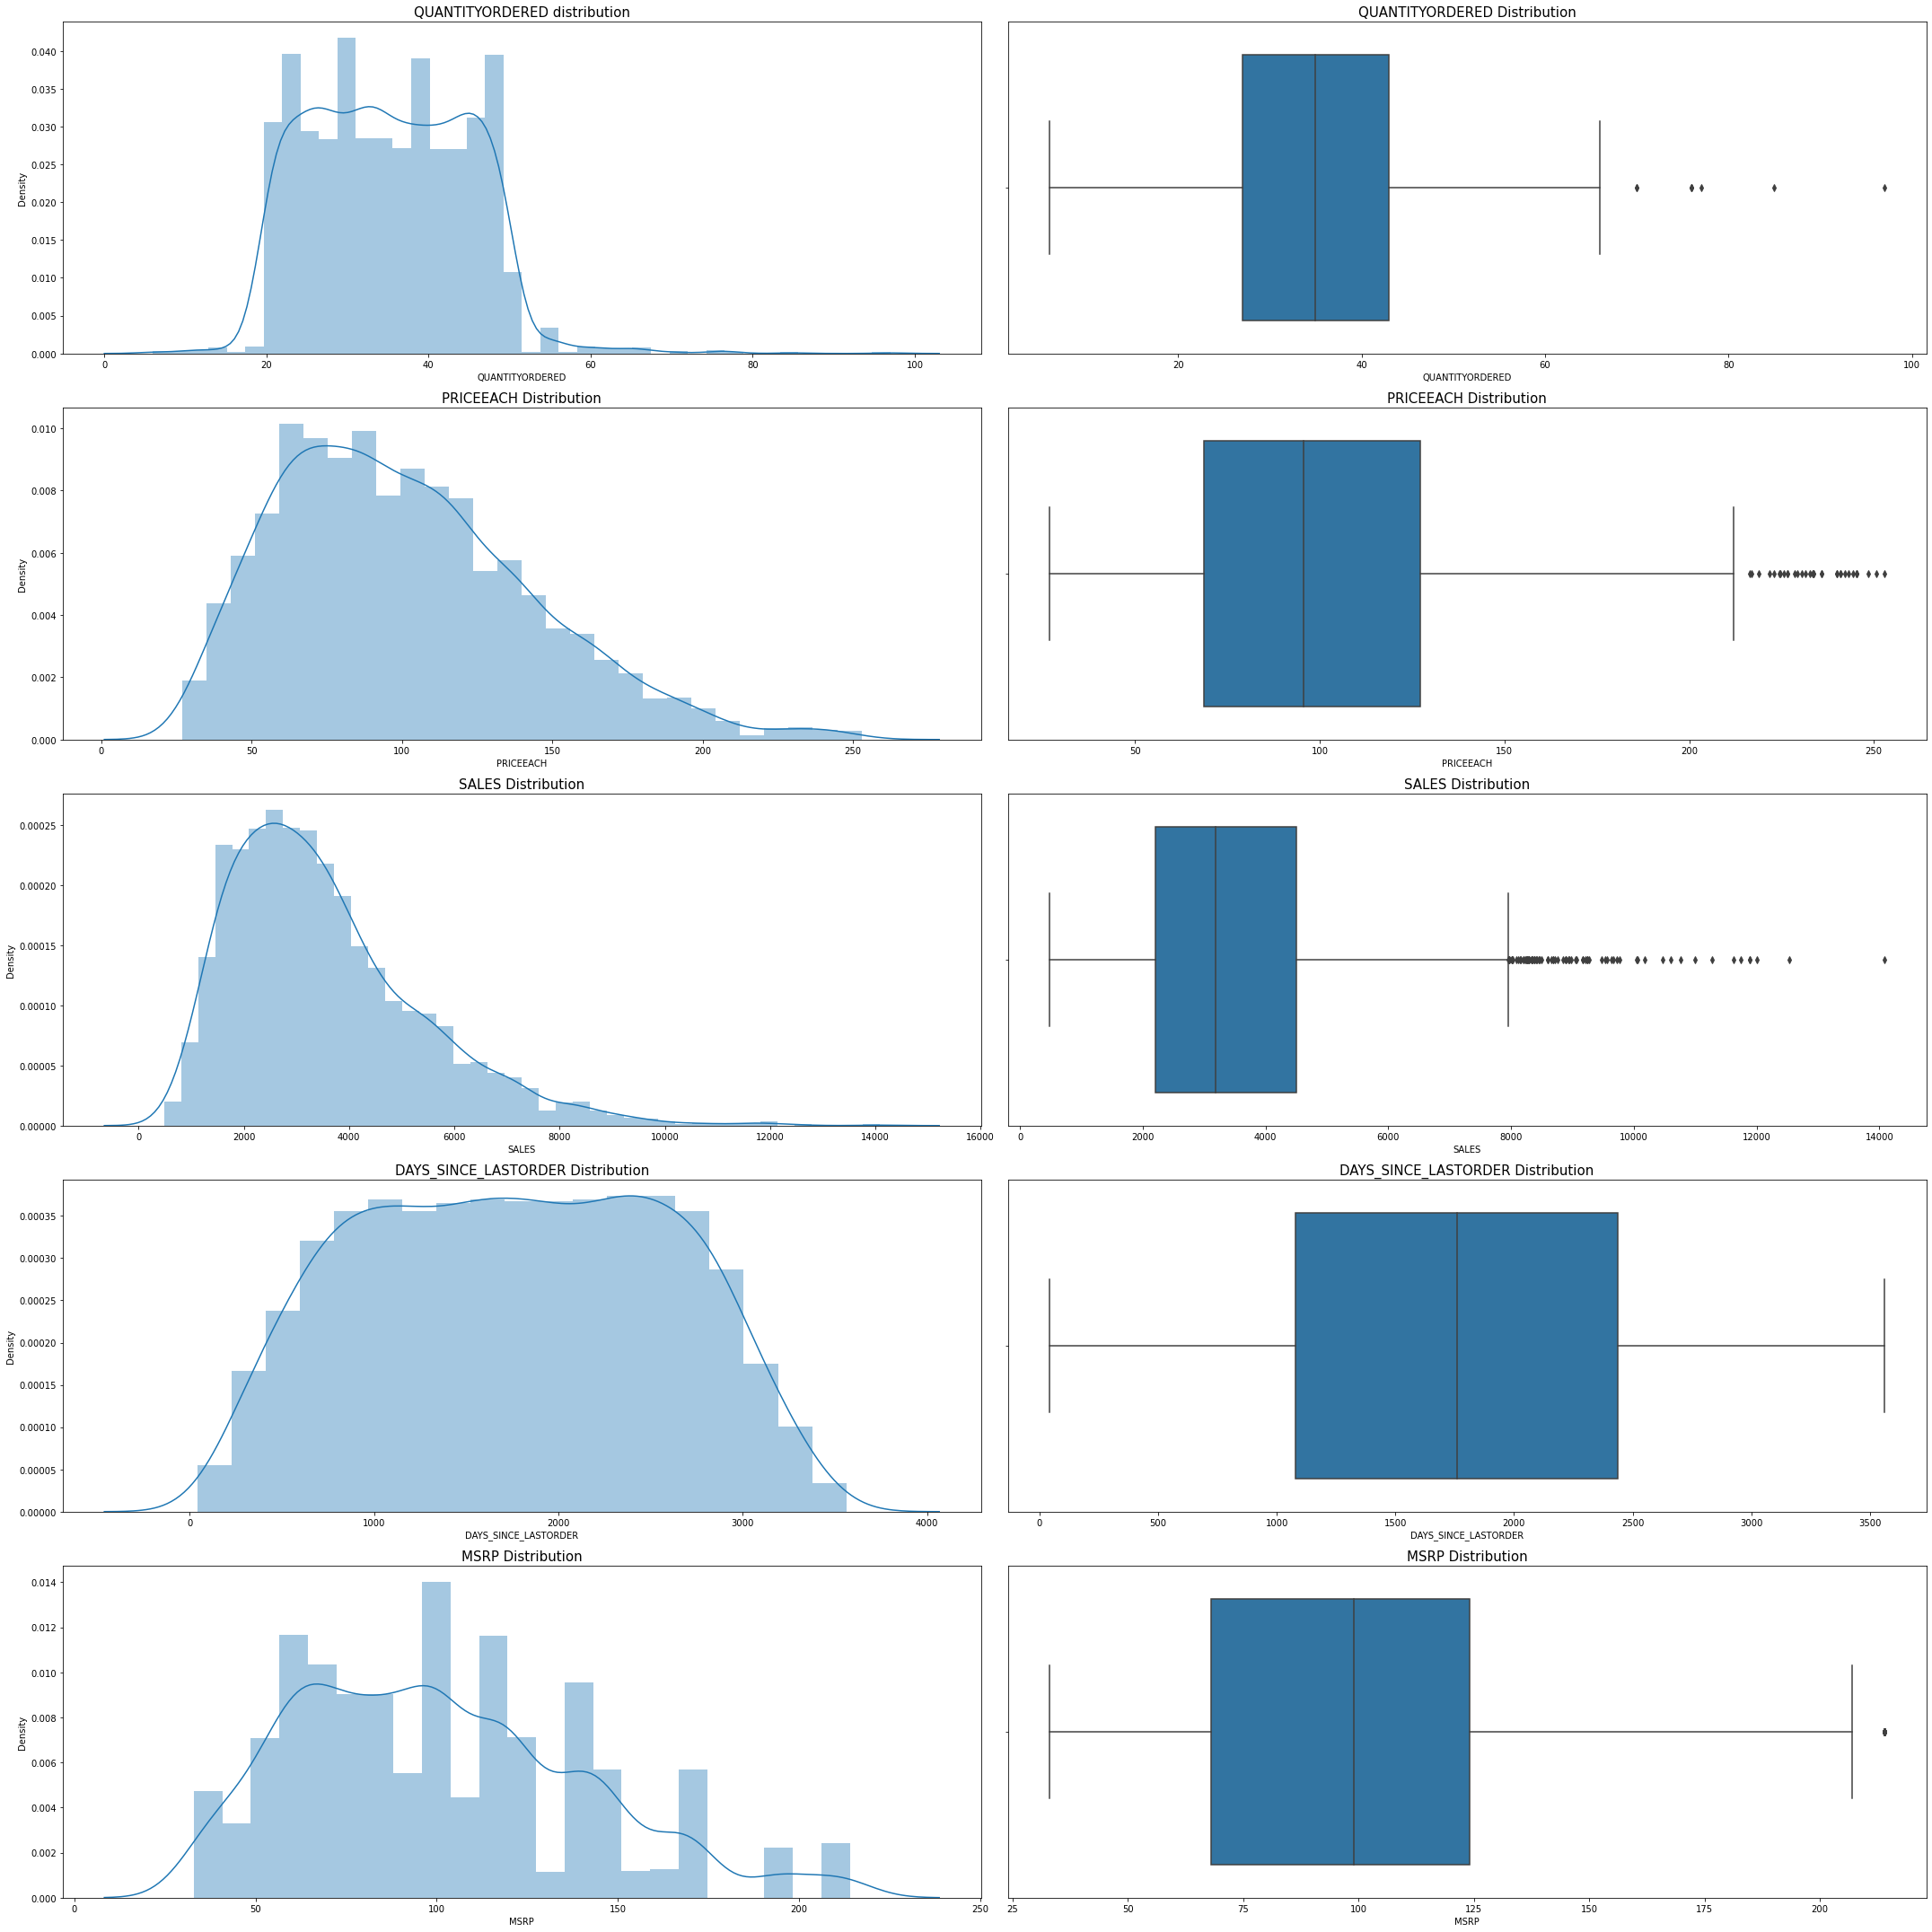 QUANTITYORDERED distribution
0.040
0.035
0.030
0.025
0.020
0.015
0.010
0.005
0.000
Density
0 20 40 60 80 100
QUANTITYORDERED
QUANTITYORDERED Distribution
20 40 60 80 100
QUANTITYORDERED
PRICEEACH Distribution
0.010
0.008
0.006
0.004
0.002
0.000
Density
0 50 100 150 200 250
PRICEEACH
PRICEEACH Distribution
50 100 150 200 250
PRICEEACH
SALES Distribution
0.00025
0.00020
0.00015
0.00010
0.00005
0.00000
Density
0 2000 4000 6000 8000 10000 12000 14000 16000
SALES
SALES Distribution
0 2000 4000 6000 8000 10000 12000 14000
SALES
DAYS_SINCE_LASTORDER Distribution
0.00035
0.00030
0.00025
0.00020
0.00015
0.00010
0.00005
0.00000
Density
0 1000 2000 3000 4000
DAYS_SINCE_LASTORDER
DAYS_SINCE_LASTORDER Distribution
0 500 1000 1500 2000 2500 3000 3500
DAYS_SINCE_LASTORDER
MSRP Distribution
0.014
0.012
0.010
0.008
0.006
0.004
0.002
0.000
Density
0 50 100 150 200 250
MSRP
MSRP Distribution
25 50 75 100 125 150 175 200
MSRP